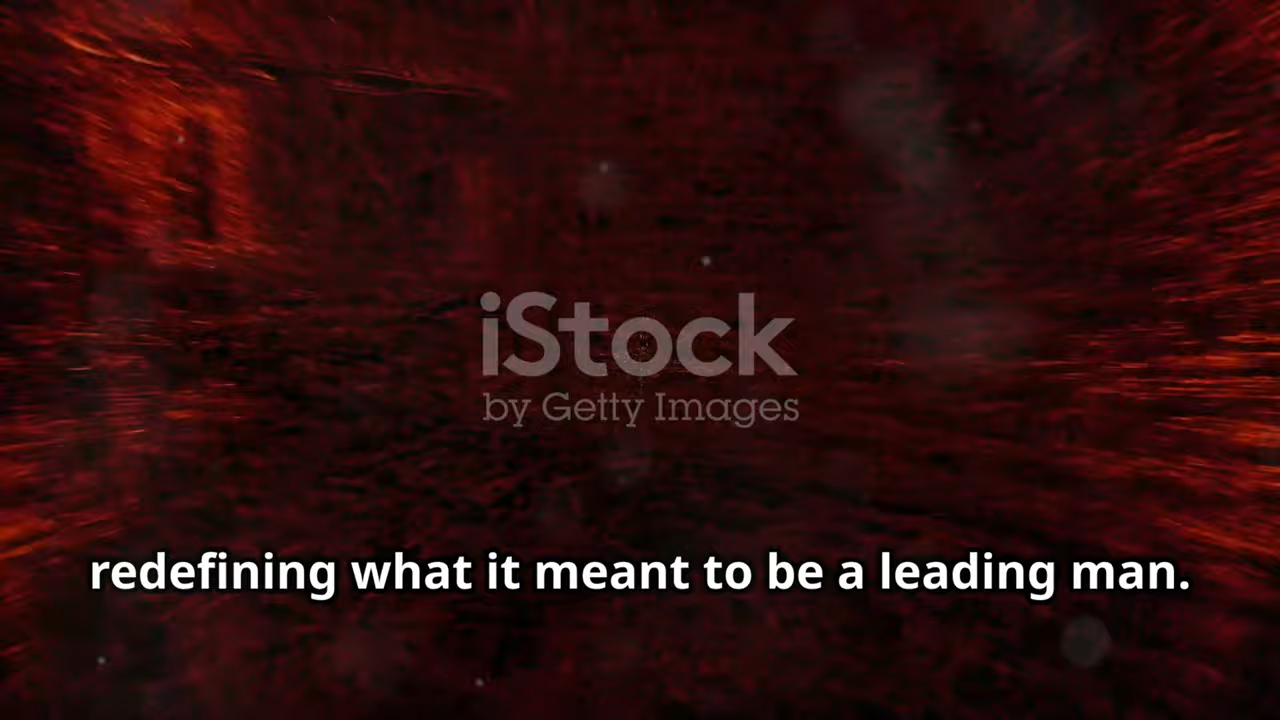 iStock
by Getty Images
redefining what it meant to be a leading man.